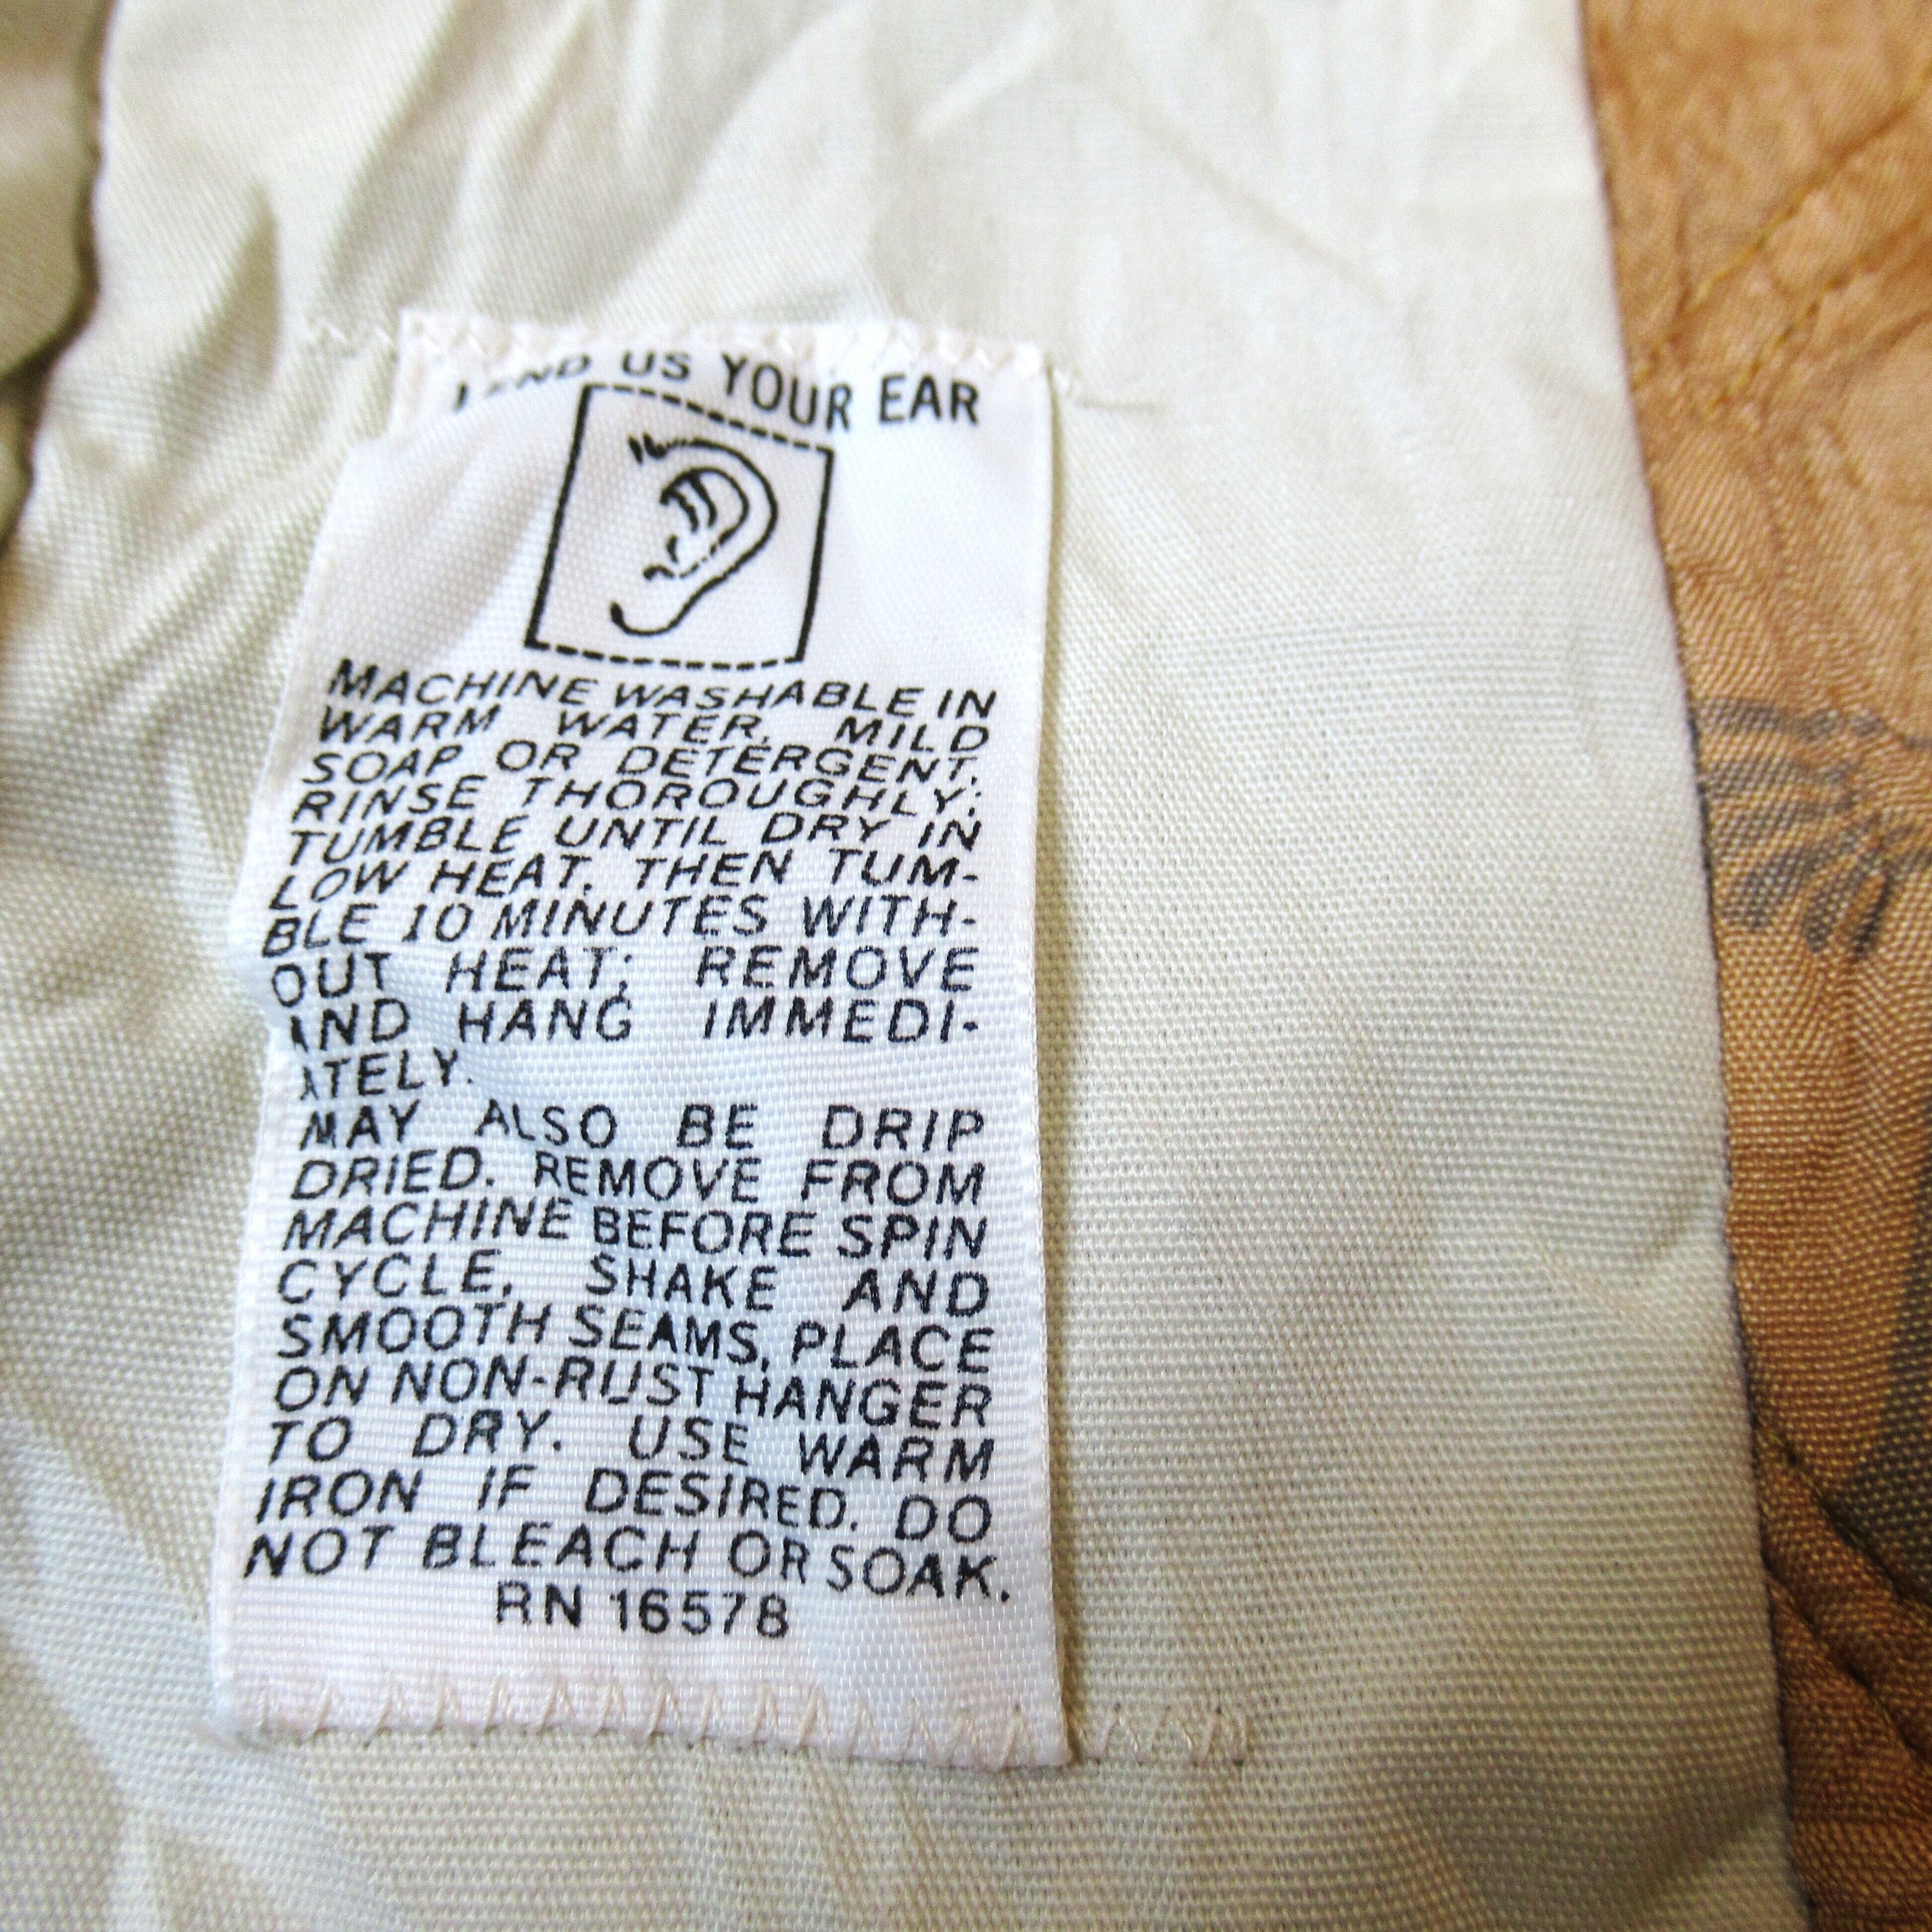 LEND US YOUR EAR
MACHINE WASHABLE IN
WARM WATER, MILD
SOAP OR DETERGENT,
RINSE THOROUGHLY;
TUMBLE UNTIL DRY IN
LOW HEAT, THEN TUM-
BLE 10 MINUTES WITH-
OUT HEAT; REMOVE
AND HANG IMMEDI-
ATELY.
MAY ALSO BE DRIP
DRIED. REMOVE FROM
MACHINE BEFORE SPIN
CYCLE, SHAKE AND
SMOOTH SEAMS, PLACE
ON NON-RUST HANGER
TO DRY. USE WARM
IRON IF DESIRED. DO
NOT BLEACH OR SOAK.
RN 16578